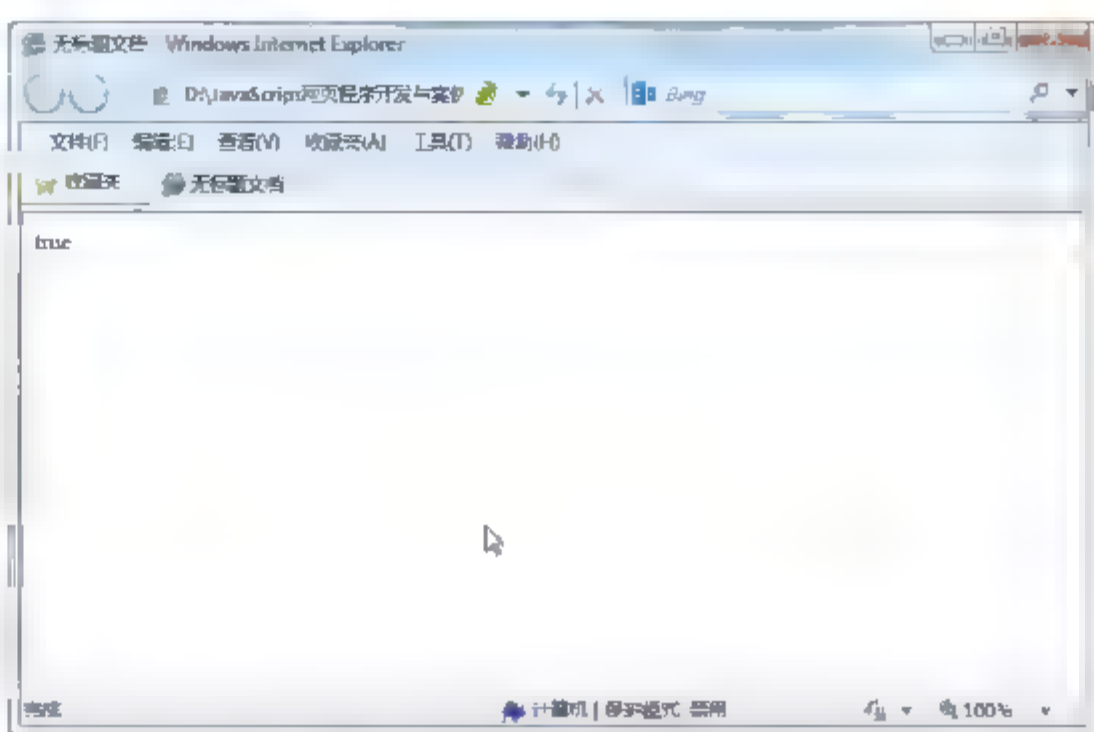 无标题文档 Windows Internet Explorer
D:\JavaScript网页程序开发与案例 Bing
文件(F) 编辑(E) 查看(V) 收藏夹(A) 工具(T) 帮助(H)
收藏夹 无标题文档
true
完成 计算机 | 保护模式 禁用 100%